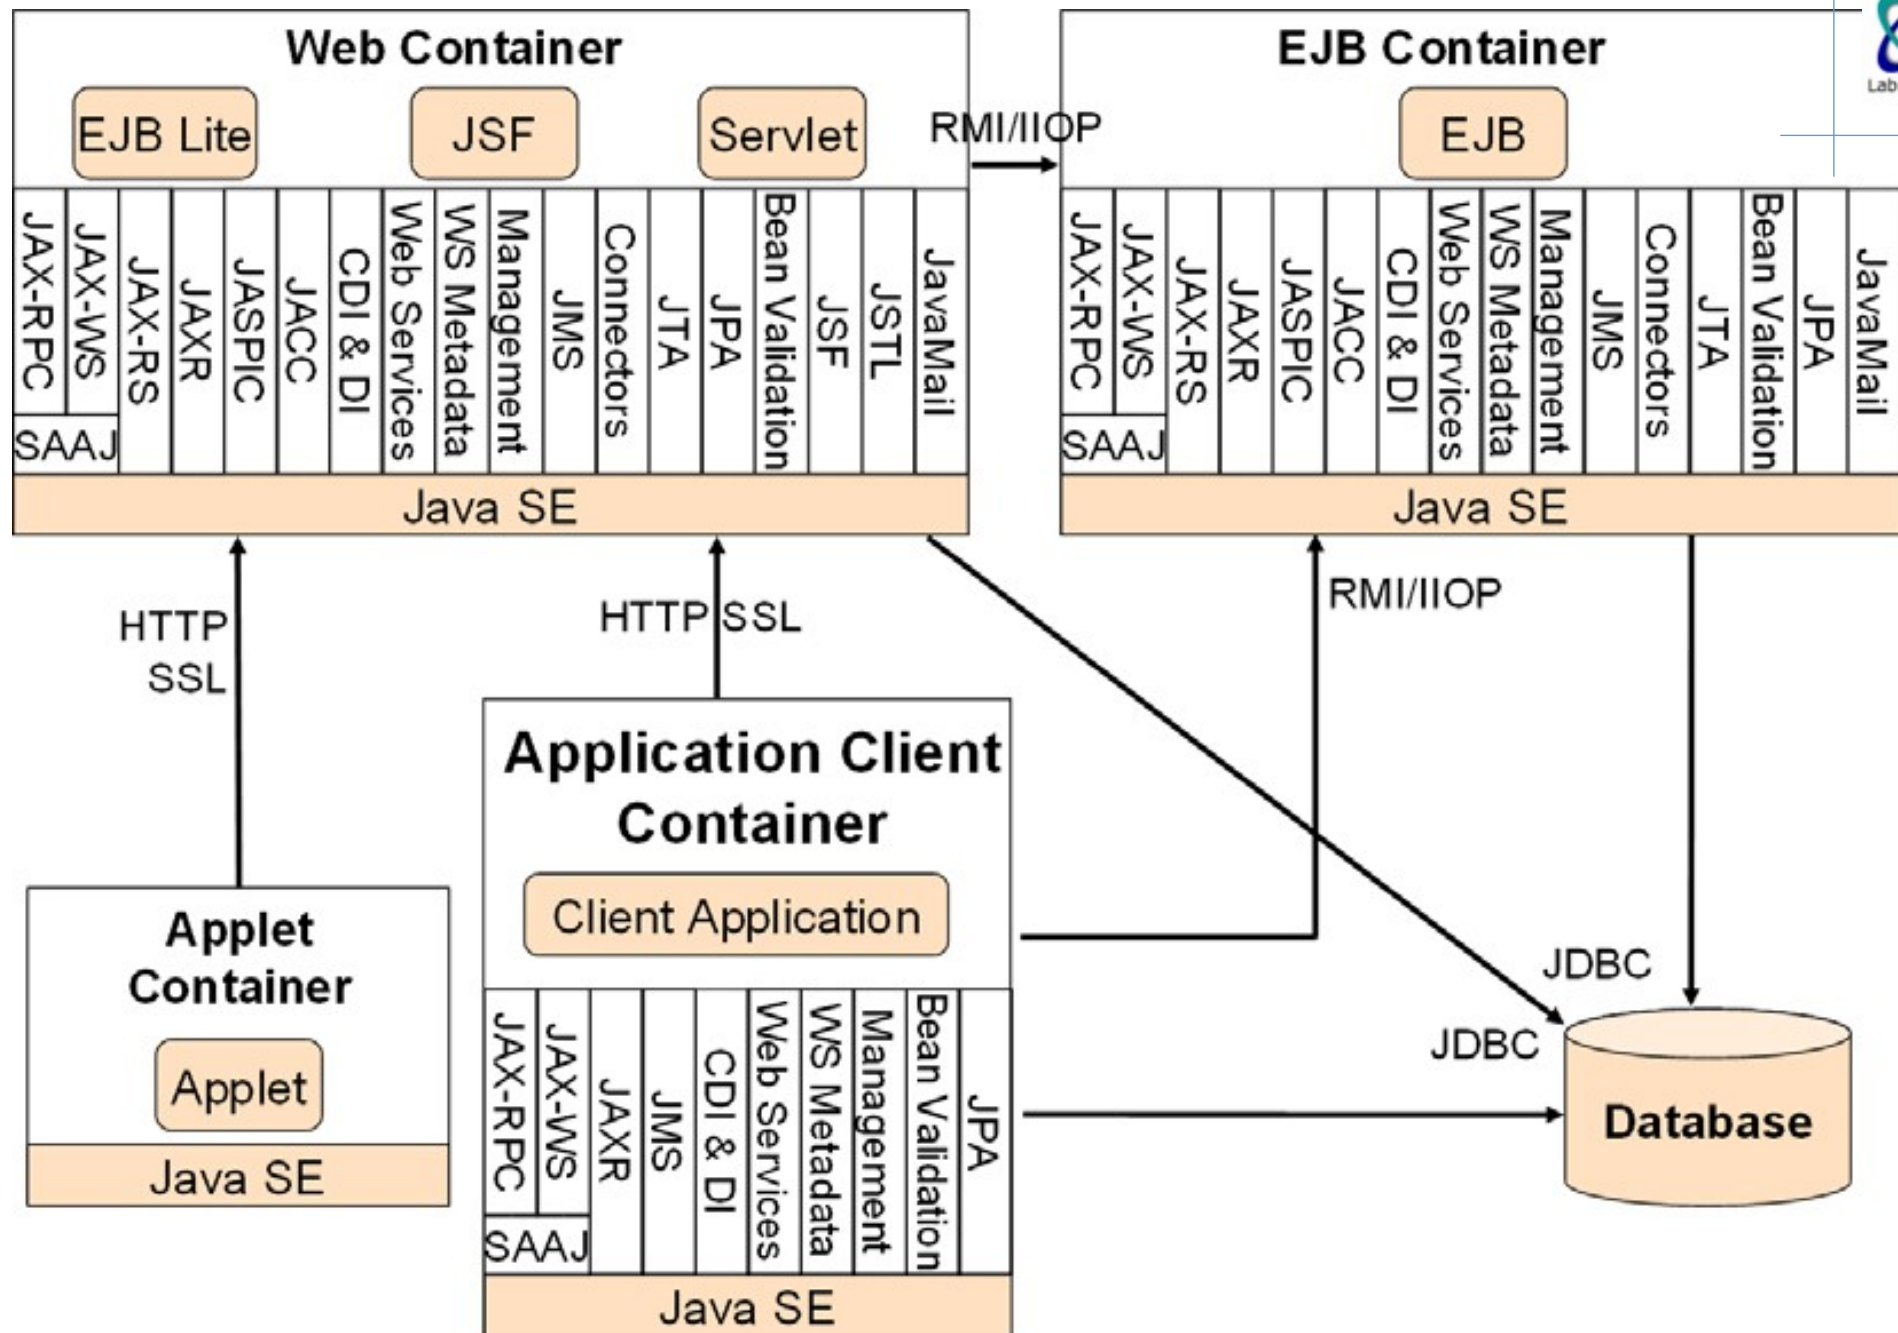 Web Container
EJB Lite
JSF
Servlet
JAX-RPC
JAX-WS
SAAJ
JAX-RS
JAXR
JASPIC
JACC
CDI & DI
Web Services
WS Metadata
Management
JMS
Connectors
JTA
JPA
Bean Validation
JSF
JSTL
JavaMail
Java SE
RMI/IIOP
EJB Container
EJB
JAX-RPC
JAX-WS
SAAJ
JAX-RS
JAXR
JASPIC
JACC
CDI & DI
Web Services
WS Metadata
Management
JMS
Connectors
JTA
Bean Validation
JPA
JavaMail
Java SE
Lab
HTTP
SSL
HTTP SSL
RMI/IIOP
Application Client
Container
Client Application
JAX-RPC
JAX-WS
SAAJ
JAXR
JMS
CDI & DI
Web Services
WS Metadata
Management
Bean Validation
JPA
Java SE
Applet
Container
Applet
Java SE
JDBC
JDBC
Database